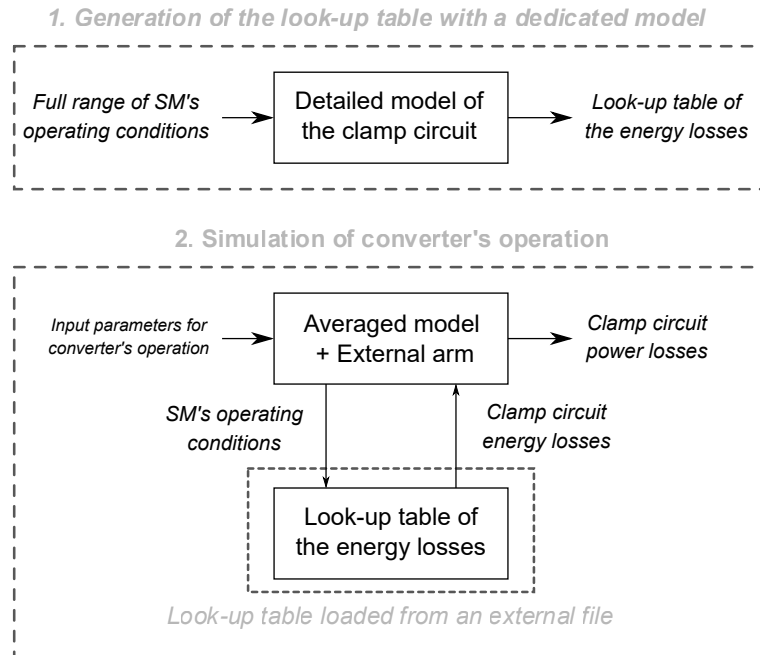 1. Generation of the look-up table with a dedicated model
Full range of SM's
operating conditions
Detailed model of
the clamp circuit
Look-up table of
the energy losses
2. Simulation of converter's operation
Input parameters for
converter's operation
Averaged model
+ External arm
Clamp circuit
power losses
SM's operating
conditions
Clamp circuit
energy losses
Look-up table of
the energy losses
Look-up table loaded from an external file